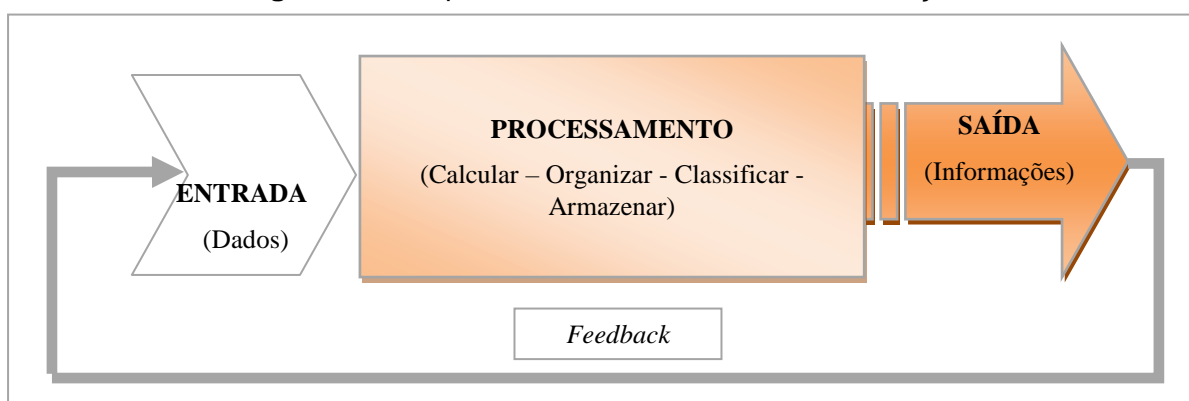 ENTRADA
(Dados)
PROCESSAMENTO
(Calcular – Organizar - Classificar -
Armazenar)
SAÍDA
(Informações)
Feedback